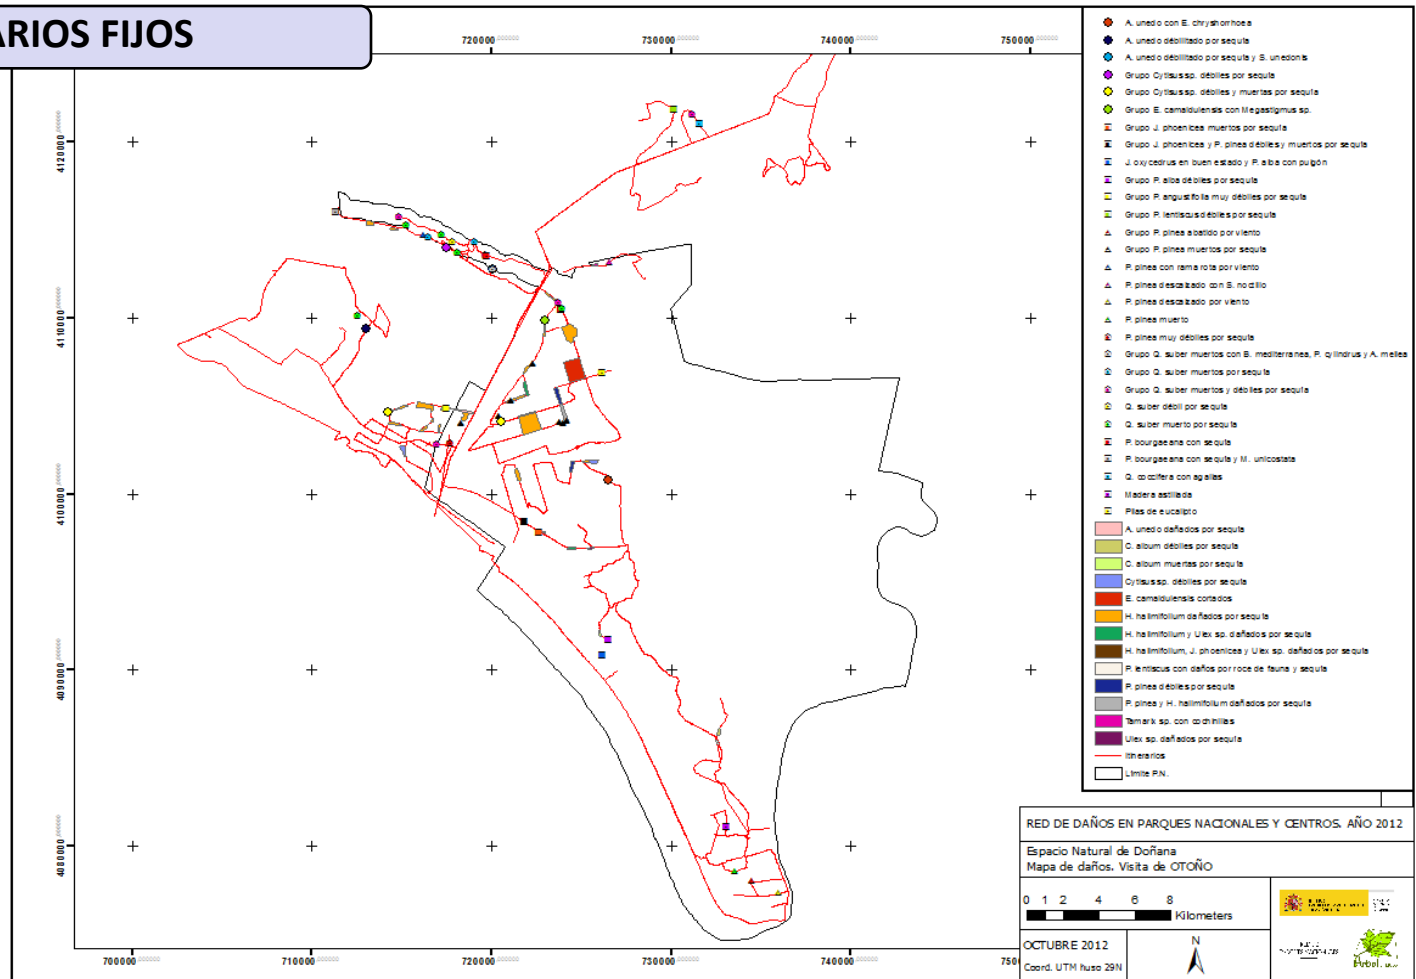 ARIOS FIJOS
720000
730000
740000
750000
A. unedo con E. chrysorrhoea
A. unedo débilitado por sequía
A. unedo débilitado por sequía y S. unedonis
Grupo Cytisus sp. débiles por sequía
Grupo Cytisus sp. débiles y muertas por sequía
Grupo E. camaldulensis con Megastigmus sp.
Grupo J. phoenicea muertos por sequía
Grupo J. phoenicea y P. pinea débiles y muertos por sequía
J. oxycedrus en buen estado y P. alba con pulgón
Grupo P. alba débiles por sequía
Grupo P. angustifolia muy débiles por sequía
Grupo P. lentiscus débiles por sequía
Grupo P. pinea abatido por viento
Grupo P. pinea muertos por sequía
P. pinea con rama rota por viento
P. pinea descalzado con S. noctilio
P. pinea descalzado por viento
P. pinea muerto
P. pinea muy débiles por sequía
Grupo Q. suber muertos con B. mediterranea, P. cylindrus y A. mellea
Grupo Q. suber muertos por sequía
Grupo Q. suber muertos y débiles por sequía
Q. suber débil por sequía
Q. suber muerto por sequía
P. bourgaeana con sequía
P. bourgaeana con sequía y M. unicostata
Q. coccifera con agallas
Madera astillada
Pilas de eucalipto
A. unedo dañados por sequía
C. album débiles por sequía
C. album muertas por sequía
Cytisus sp. débiles por sequía
E. camaldulensis cortados
H. halimifolium dañados por sequía
H. halimifolium y Ulex sp. dañados por sequía
H. halimifolium, J. phoenicea y Ulex sp. dañados por sequía
P. lentiscus con daños por roce de fauna y sequía
P. pinea débiles por sequía
P. pinea y H. halimifolium dañados por sequía
Tamarix sp. con cochinillas
Ulex sp. dañados por sequía
Itinerarios
Límite P.N.
4120000
4110000
4100000
4090000
4080000
700000
710000
720000
730000
740000
RED DE DAÑOS EN PARQUES NACIONALES Y CENTROS. AÑO 2012
Espacio Natural de Doñana
Mapa de daños. Visita de OTOÑO
0 1 2 4 6 8
Kilometers
OCTUBRE 2012
Coord. UTM huso 29N
N